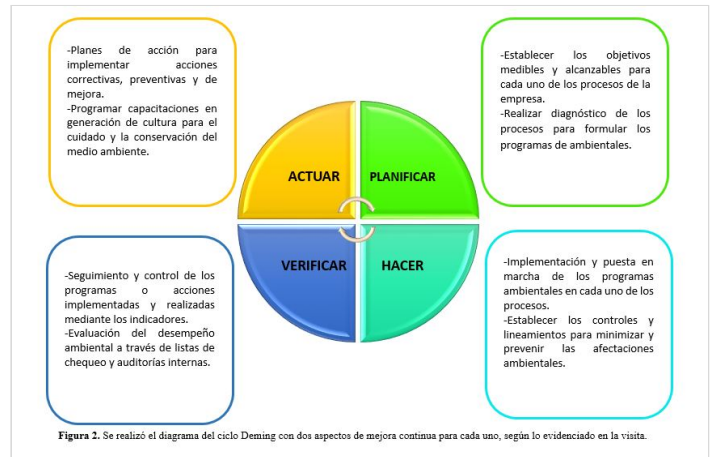 -Planes de acción para
implementar acciones
correctivas, preventivas y de
mejora.
-Programar capacitaciones en
generación de cultura para el
cuidado y la conservación del
medio ambiente.
-Establecer los objetivos
medibles y alcanzables para
cada uno de los procesos de la
empresa.
-Realizar diagnóstico de los
procesos para formular los
programas de ambientales.
ACTUAR
PLANIFICAR
VERIFICAR
HACER
-Seguimiento y control de los
programas o acciones
implementadas y realizadas
mediante los indicadores.
-Evaluación del desempeño
ambiental a través de listas de
chequeo y auditorías internas.
-Implementación y puesta en
marcha de los programas
ambientales en cada uno de los
procesos.
-Establecer los controles y
lineamientos para minimizar y
prevenir las afectaciones
ambientales.
Figura 2. Se realizó el diagrama del ciclo Deming con dos aspectos de mejora continua para cada uno, según lo evidenciado en la visita.